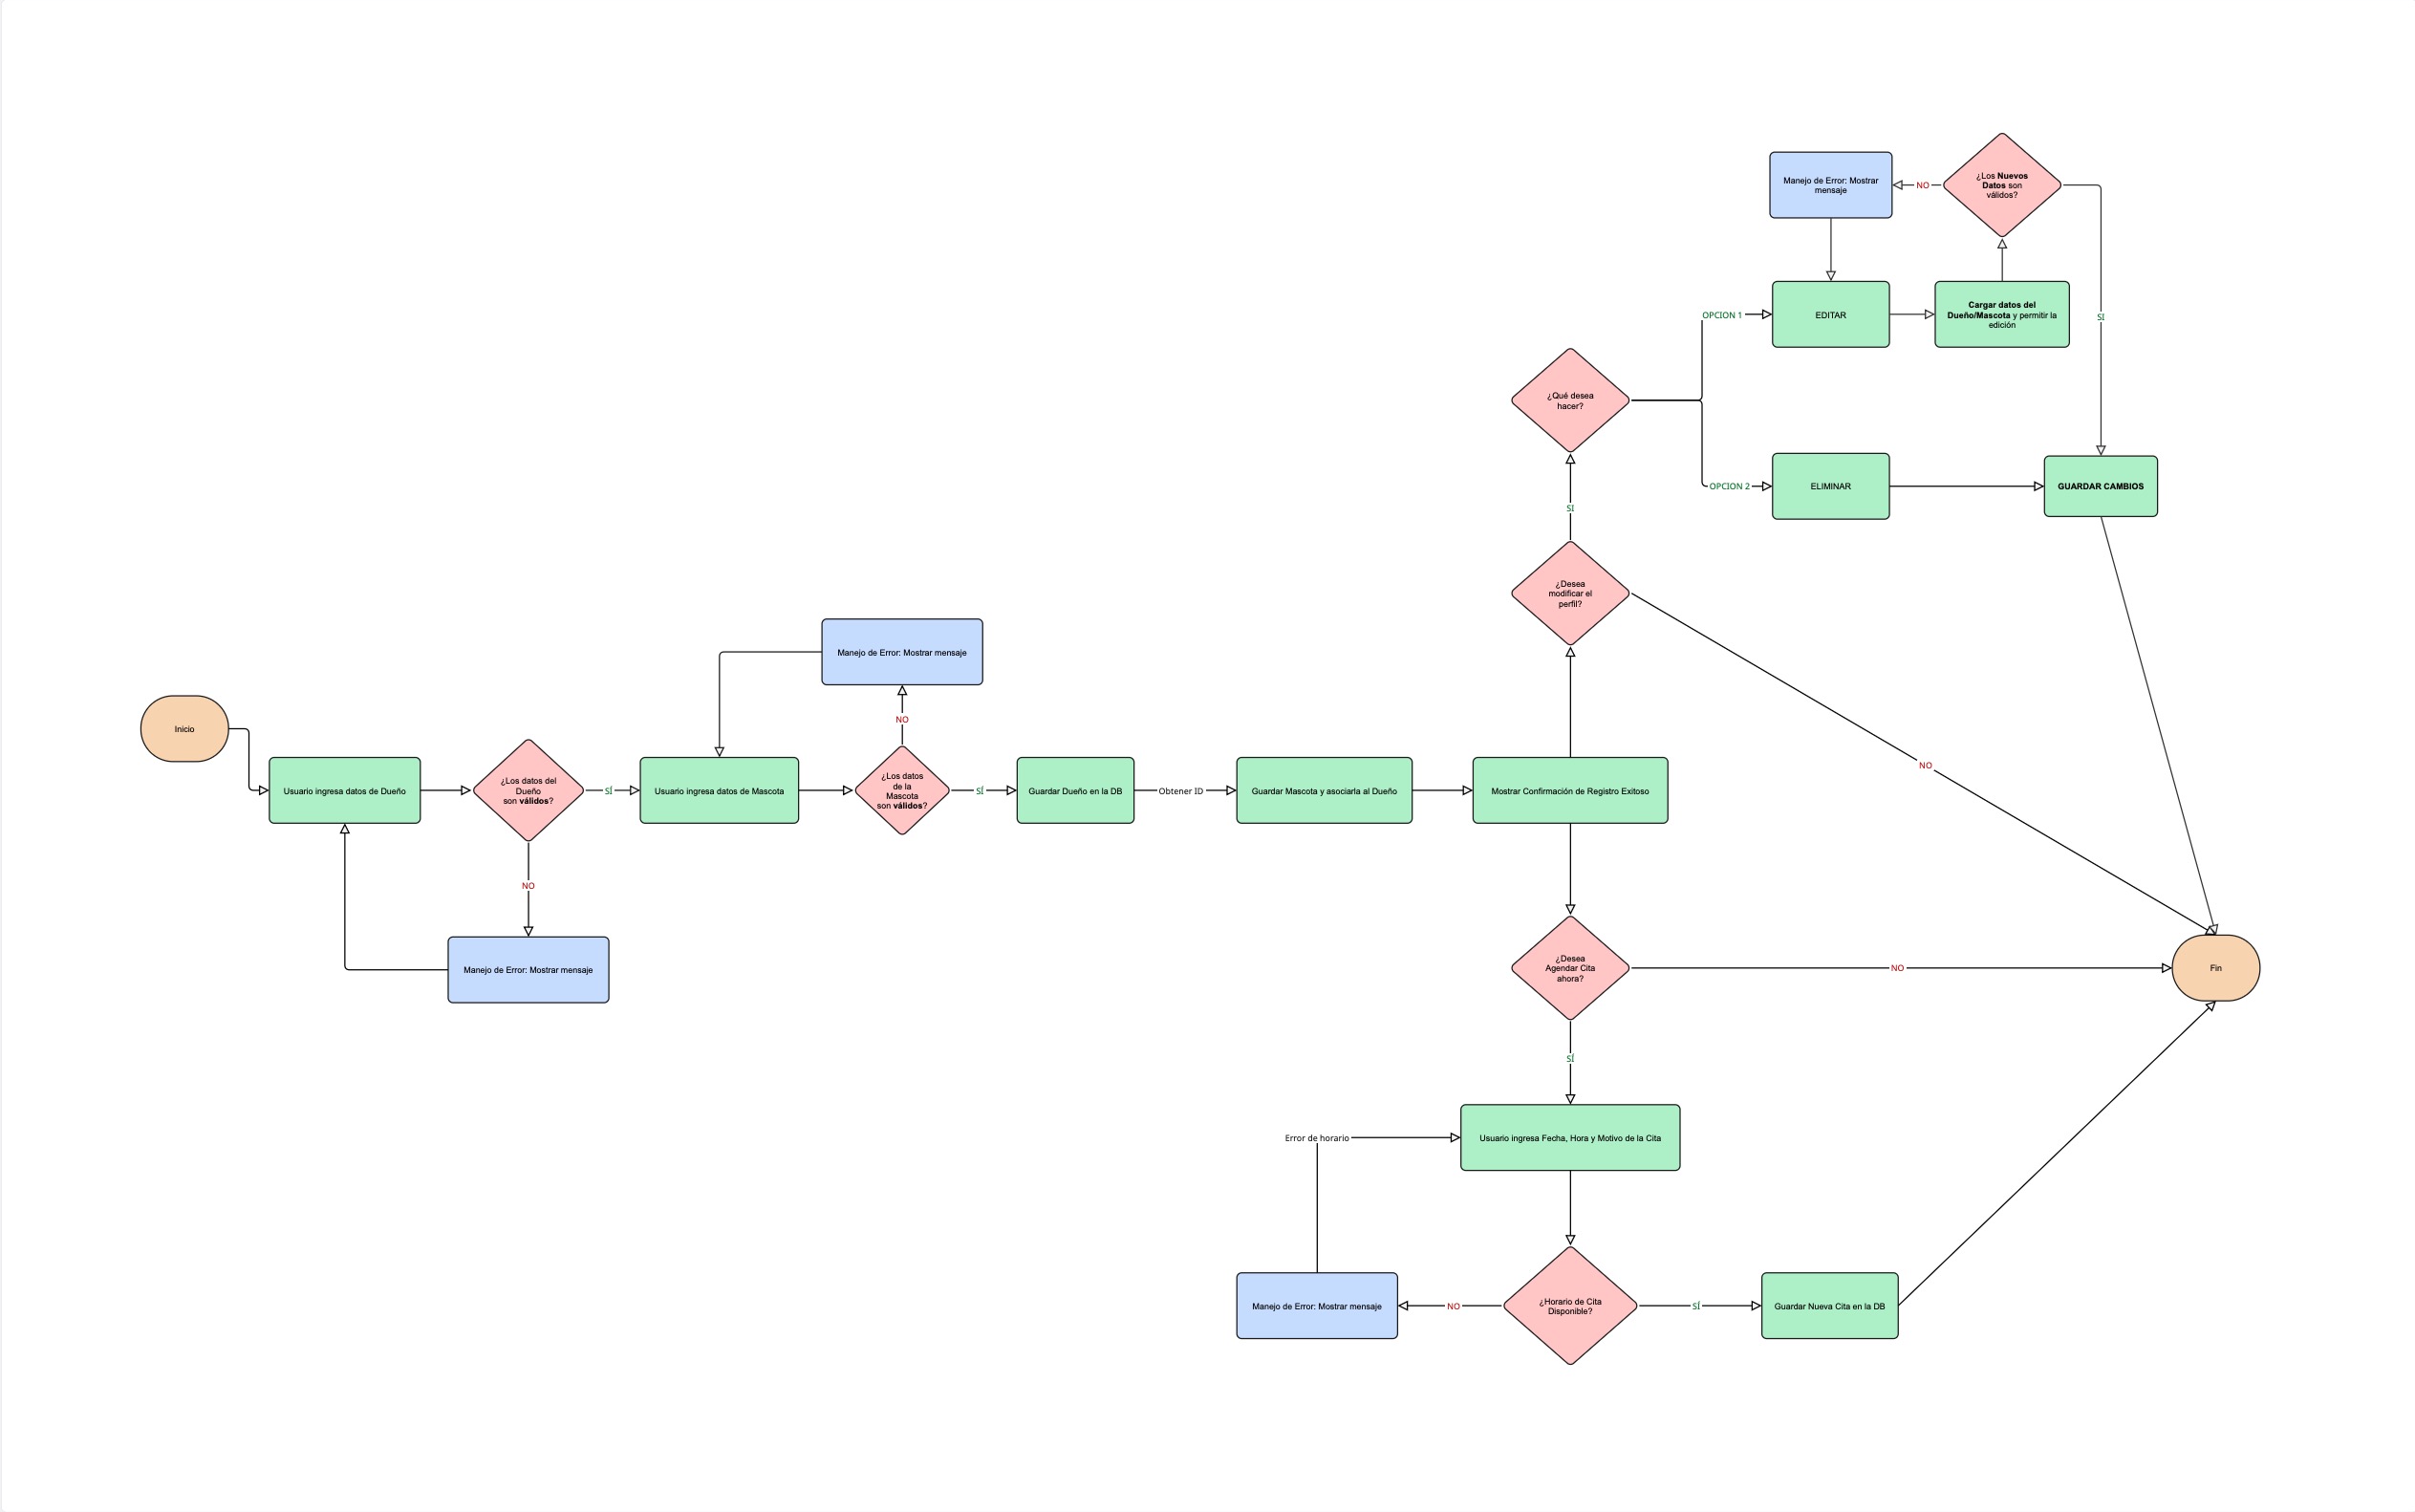 Inicio
Usuario ingresa datos de Dueño
¿Los datos del
Dueño
son válidos?
SÍ
NO
Manejo de Error: Mostrar mensaje
Usuario ingresa datos de Mascota
¿Los datos
de la
Mascota
son válidos?
NO
Manejo de Error: Mostrar mensaje
SÍ
Guardar Dueño en la DB
Obtener ID
Guardar Mascota y asociarla al Dueño
Mostrar Confirmación de Registro Exitoso
¿Desea
modificar el
perfil?
SI
NO
¿Qué desea
hacer?
OPCION 1
EDITAR
Cargar datos del
Dueño/Mascota y permitir la
edición
¿Los Nuevos
Datos son
válidos?
NO
Manejo de Error: Mostrar
mensaje
SI
OPCION 2
ELIMINAR
GUARDAR CAMBIOS
¿Desea
Agendar Cita
ahora?
NO
Fin
SÍ
Usuario ingresa Fecha, Hora y Motivo de la Cita
Error de horario
¿Horario de Cita
Disponible?
NO
Manejo de Error: Mostrar mensaje
SÍ
Guardar Nueva Cita en la DB